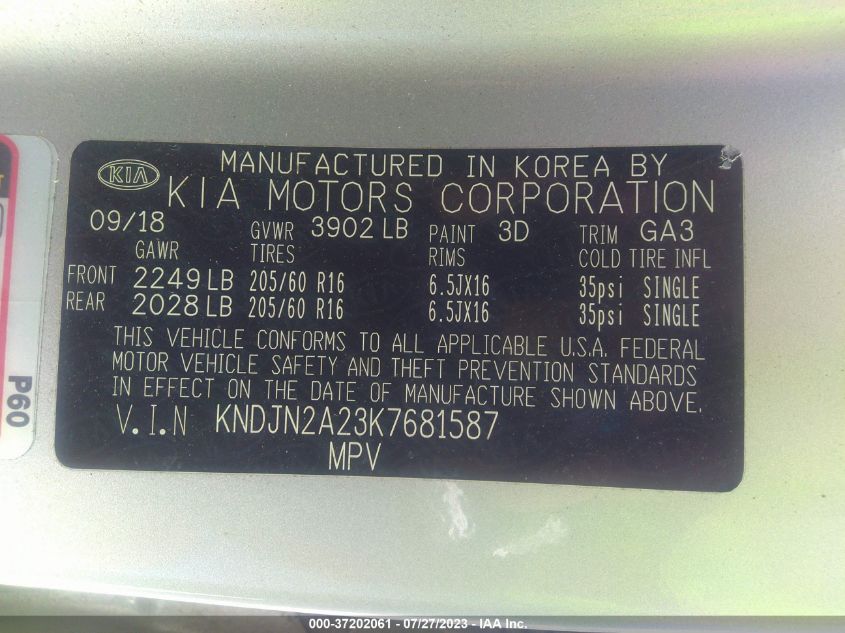 MANUFACTURED IN KOREA BY
KIA KIA MOTORS CORPORATION
09/18 GVWR 3902 LB PAINT 3D TRIM GA3
GAWR TIRES RIMS COLD TIRE INFL
FRONT 2249 LB 205/60 R16 6.5JX16 35psi SINGLE
REAR 2028 LB 205/60 R16 6.5JX16 35psi SINGLE
THIS VEHICLE CONFORMS TO ALL APPLICABLE U.S.A. FEDERAL
MOTOR VEHICLE SAFETY AND THEFT PREVENTION STANDARDS
IN EFFECT ON THE DATE OF MANUFACTURE SHOWN ABOVE.
V.I.N KNDJN2A23K7681587
MPV
P60
000-37202061 - 07/27/2023 - IAA Inc.